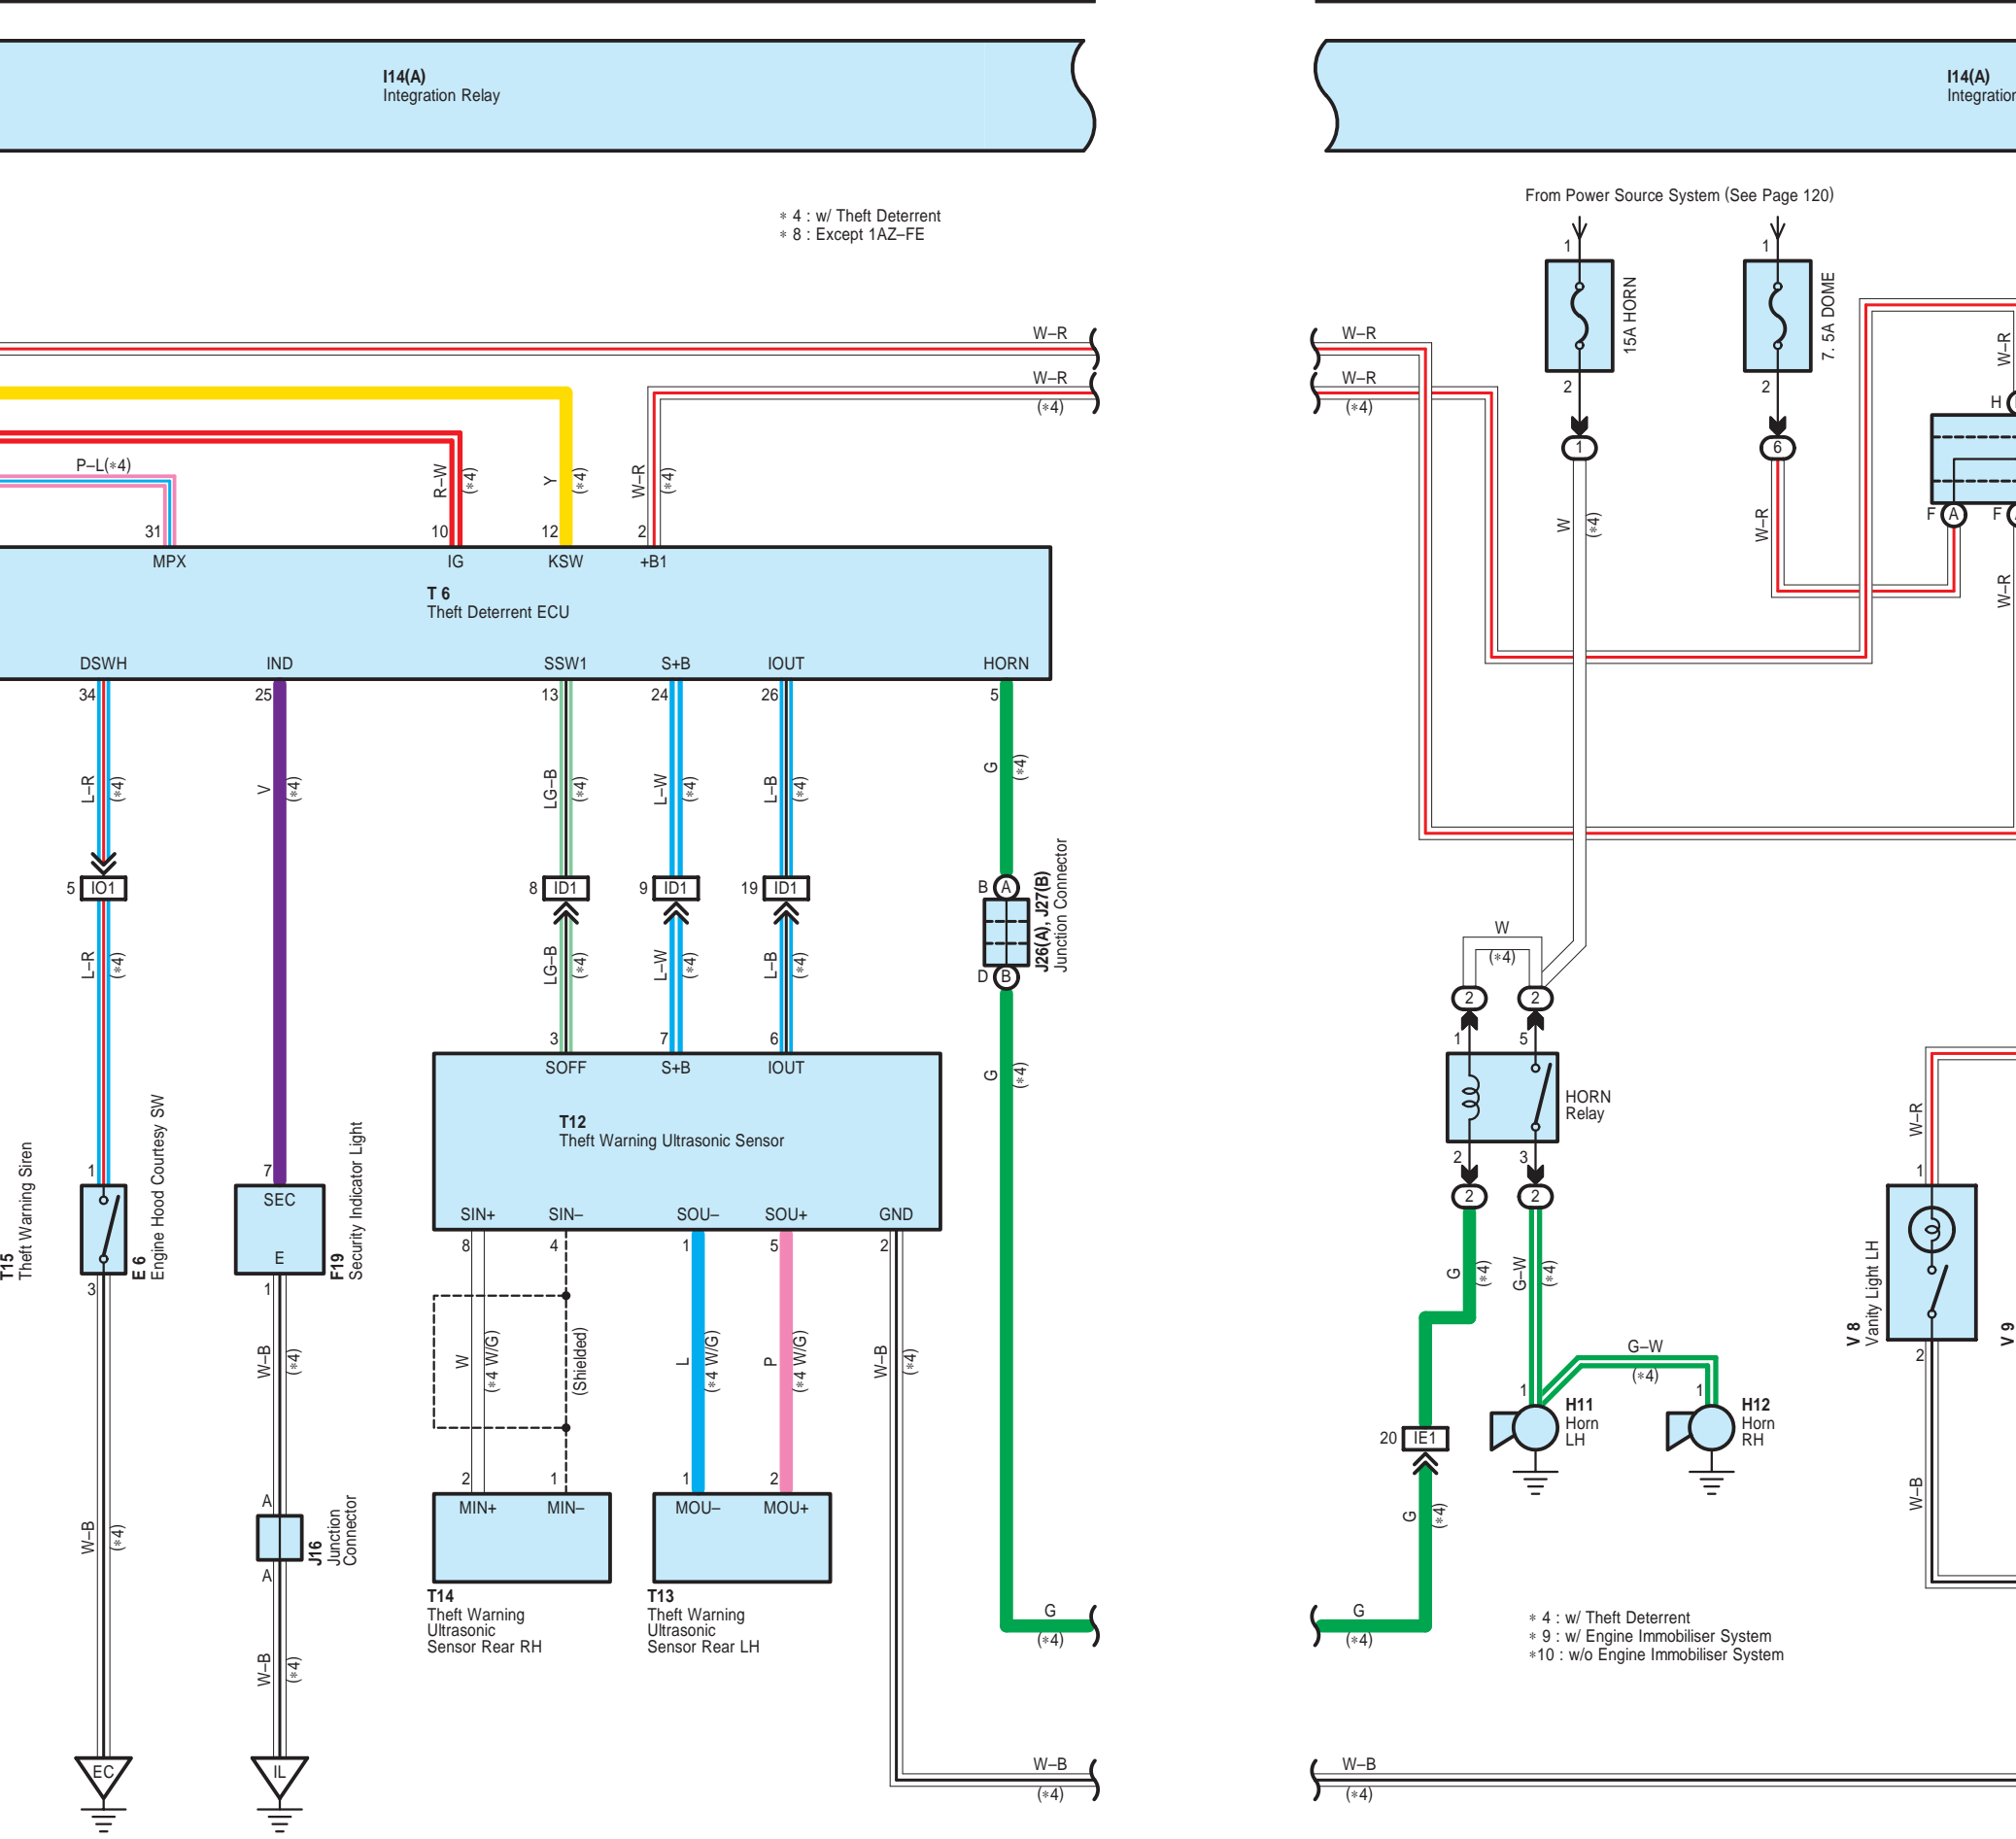 I14(A)
Integration Relay
I14(A)
Integration
From Power Source System (See Page 120)
∗ 4 : w/ Theft Deterrent
∗ 8 : Except 1AZ–FE
1
15A HORN
2
1
1
7. 5A DOME
2
6
W–R
W–R
(∗4)
W–R
W–R
(∗4)
W–R
H
P–L(∗4)
R–W
(∗4)
Y
(∗4)
W–R
(∗4)
W
(∗4)
W–R
F
A
F
W–R
31
10
12
2
MPX
IG
KSW
+B1
T 6
Theft Deterrent ECU
DSWH
IND
SSW1
S+B
IOUT
HORN
34
25
13
24
26
5
L–R
(∗4)
V
(∗4)
LG–B
(∗4)
L–W
(∗4)
L–B
(∗4)
G
(∗4)
5
IO1
8
ID1
9
ID1
19
ID1
B
A
D
B
J26(A), J27(B)
Junction Connector
L–R
(∗4)
LG–B
(∗4)
L–W
(∗4)
L–B
(∗4)
G
(∗4)
W
(∗4)
2
2
1
5
HORN
Relay
2
3
2
2
3
7
6
SOFF
S+B
IOUT
T12
Theft Warning Ultrasonic Sensor
SIN+
SIN–
SOU–
SOU+
GND
8
4
1
5
2
T15
Theft Warning Siren
1
3
E 6
Engine Hood Courtesy SW
7
SEC
E
1
F19
Security Indicator Light
W–B
(∗4)
W
(∗4 W/G)
(Shielded)
L
(∗4 W/G)
P
(∗4 W/G)
W–B
(∗4)
G
(∗4)
G–W
(∗4)
G–W
(∗4)
1
H11
Horn
LH
1
H12
Horn
RH
W–R
1
V 8
Vanity Light LH
2
V 9
W–B
20
IE1
G
(∗4)
2
1
1
2
MIN+
MIN–
MOU–
MOU+
T14
Theft Warning
Ultrasonic
Sensor Rear RH
T13
Theft Warning
Ultrasonic
Sensor Rear LH
W–B
(∗4)
A
A
J16
Junction
Connector
W–B
(∗4)
G
(∗4)
G
(∗4)
∗ 4 : w/ Theft Deterrent
∗ 9 : w/ Engine Immobiliser System
∗10 : w/o Engine Immobiliser System
EC
IL
W–B
(∗4)
W–B
(∗4)